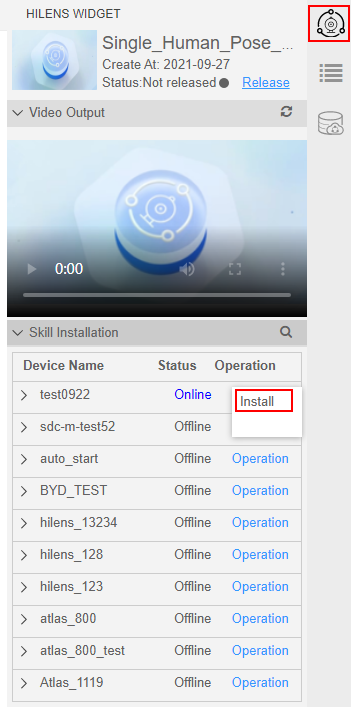 HILENS WIDGET
Single_Human_Pose_...
Create At: 2021-09-27
Status:Not released Release
Video Output
0:00
Skill Installation
Device Name Status Operation
test0922 Online Install
sdc-m-test52 Offline
auto_start Offline Operation
BYD_TEST Offline Operation
hilens_13234 Offline Operation
hilens_128 Offline Operation
hilens_123 Offline Operation
atlas_800 Offline Operation
atlas_800_test Offline Operation
Atlas_1119 Offline Operation